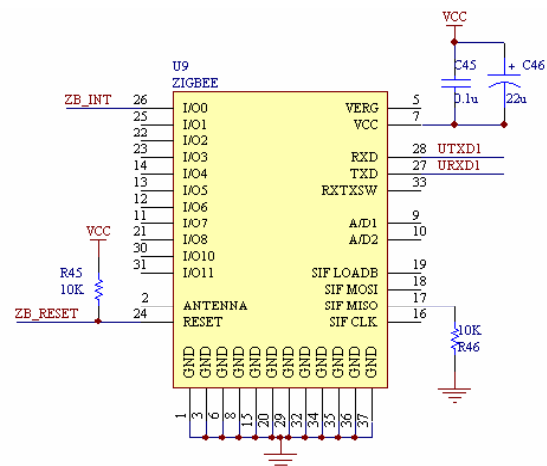 VCC
U9
ZIGBEE
C45
0.1u
+
C46
22u
ZB_INT
26 I/O0
25 I/O1
22 I/O2
23 I/O3
14 I/O4
13 I/O5
12 I/O6
11 I/O7
21 I/O8
30 I/O10
31 I/O11
VERG 5
VCC 7
RXD 28 UTXD1
TXD 27 URXD1
RXTXSW 33
A/D1 9
A/D2 10
SIF LOADB 19
SIF MOSI 18
SIF MISO 17
SIF CLK 16
VCC
R45
10K
2 ANTENNA
ZB_RESET 24 RESET
10K
R46
GND GND GND GND GND GND GND GND GND GND GND GND
1 3 6 8 15 20 29 32 34 35 36 37